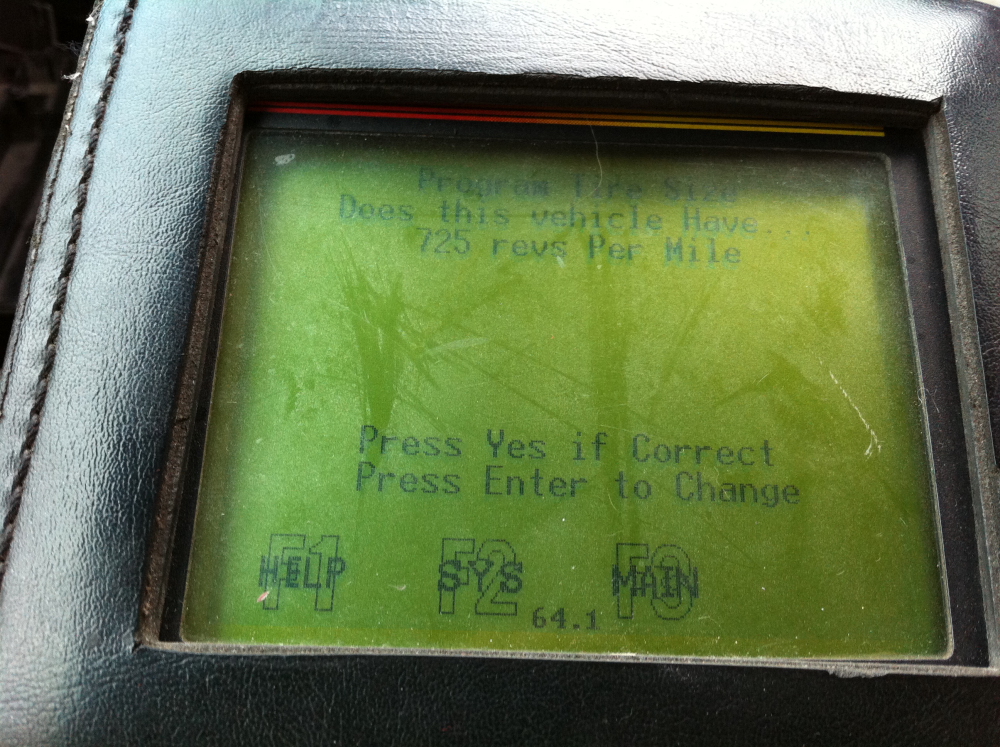 Program Tire Size
Does this vehicle Have...
725 revs Per Mile
Press Yes if Correct
Press Enter to Change
F1 F2 F3
HELP SYS MAIN
64.1